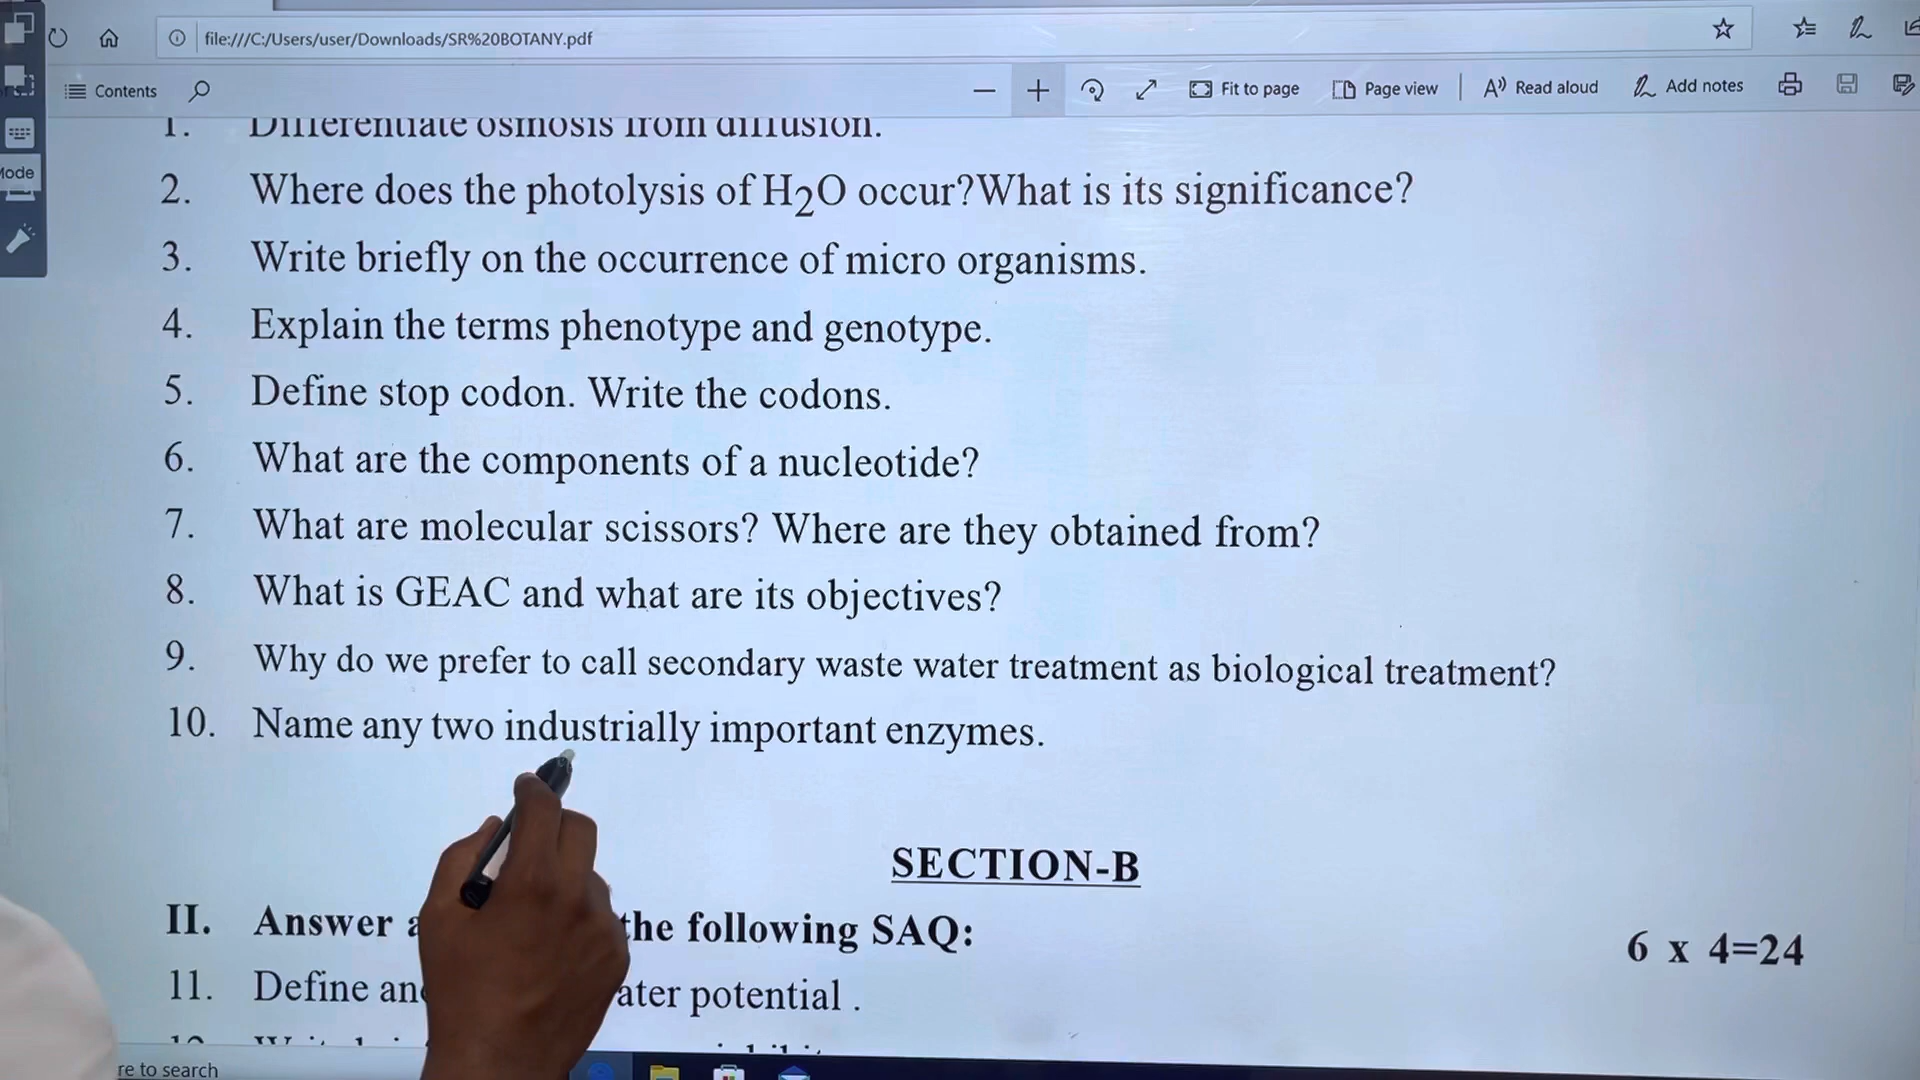 file:///C:/Users/user/Downloads/SR%20BOTANY.pdf
Contents
Fit to page
Page view
Read aloud
Add notes
1. Differentiate osmosis from diffusion.
2. Where does the photolysis of H2O occur?What is its significance?
3. Write briefly on the occurrence of micro organisms.
4. Explain the terms phenotype and genotype.
5. Define stop codon. Write the codons.
6. What are the components of a nucleotide?
7. What are molecular scissors? Where are they obtained from?
8. What is GEAC and what are its objectives?
9. Why do we prefer to call secondary waste water treatment as biological treatment?
10. Name any two industrially important enzymes.
SECTION-B
II. Answer the following SAQ:
6 x 4=24
11. Define potential .
to search